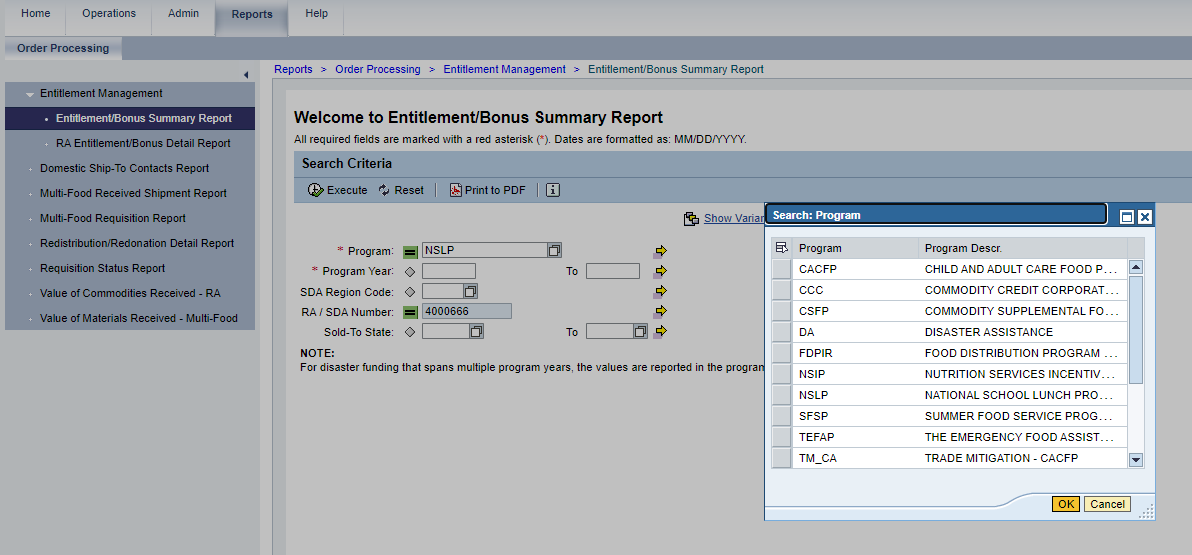 Home Operations Admin Reports Help
Order Processing
Reports > Order Processing > Entitlement Management > Entitlement/Bonus Summary Report
Entitlement Management
Entitlement/Bonus Summary Report
RA Entitlement/Bonus Detail Report
Domestic Ship-To Contacts Report
Multi-Food Received Shipment Report
Multi-Food Requisition Report
Redistribution/Redonation Detail Report
Requisition Status Report
Value of Commodities Received - RA
Value of Materials Received - Multi-Food
Welcome to Entitlement/Bonus Summary Report
All required fields are marked with a red asterisk (*). Dates are formatted as: MM/DD/YYYY.
Search Criteria
Execute Reset Print to PDF
Show Varian
* Program: NSLP
* Program Year: To
SDA Region Code:
RA / SDA Number: 4000666
Sold-To State: To
NOTE:
For disaster funding that spans multiple program years, the values are reported in the program
Search: Program
Program Program Descr.
CACFP CHILD AND ADULT CARE FOOD P...
CCC COMMODITY CREDIT CORPORAT...
CSFP COMMODITY SUPPLEMENTAL FO...
DA DISASTER ASSISTANCE
FDPIR FOOD DISTRIBUTION PROGRAM ...
NSIP NUTRITION SERVICES INCENTIV...
NSLP NATIONAL SCHOOL LUNCH PRO...
SFSP SUMMER FOOD SERVICE PROG...
TEFAP THE EMERGENCY FOOD ASSIST...
TM_CA TRADE MITIGATION - CACFP
OK Cancel